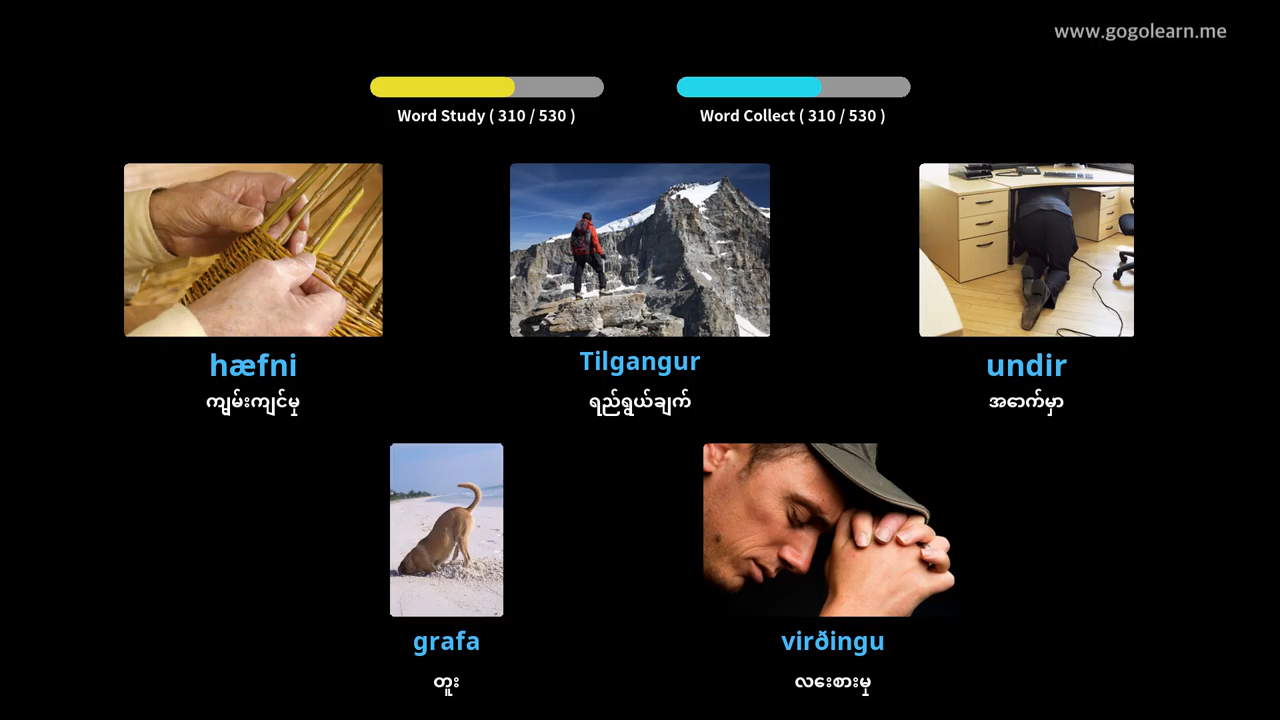 www.gogolearn.me
Word Study ( 310 / 530 )
Word Collect ( 310 / 530 )
hæfni
Tilgangur
undir
ကျွမ်းကျင်မှု
ရည်ရွယ်ချက်
အောက်မှာ
grafa
virðingu
တူး
လေးစားမှု